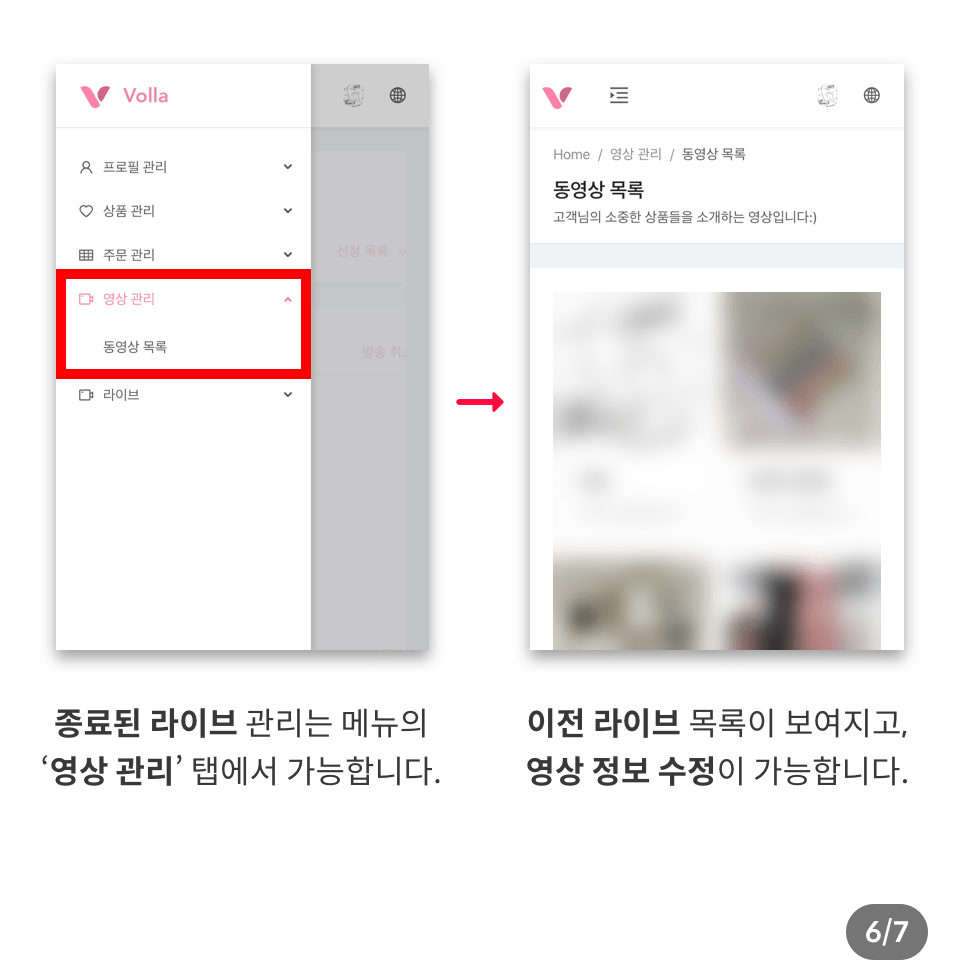 Volla
프로필 관리
상품 관리
주문 관리
영상 관리
동영상 목록
라이브
신청 목록
방송 취소
Home / 영상 관리 / 동영상 목록
동영상 목록
고객님의 소중한 상품들을 소개하는 영상입니다:)
종료된 라이브 관리는 메뉴의
‘영상 관리’ 탭에서 가능합니다.
이전 라이브 목록이 보여지고,
영상 정보 수정이 가능합니다.
6/7